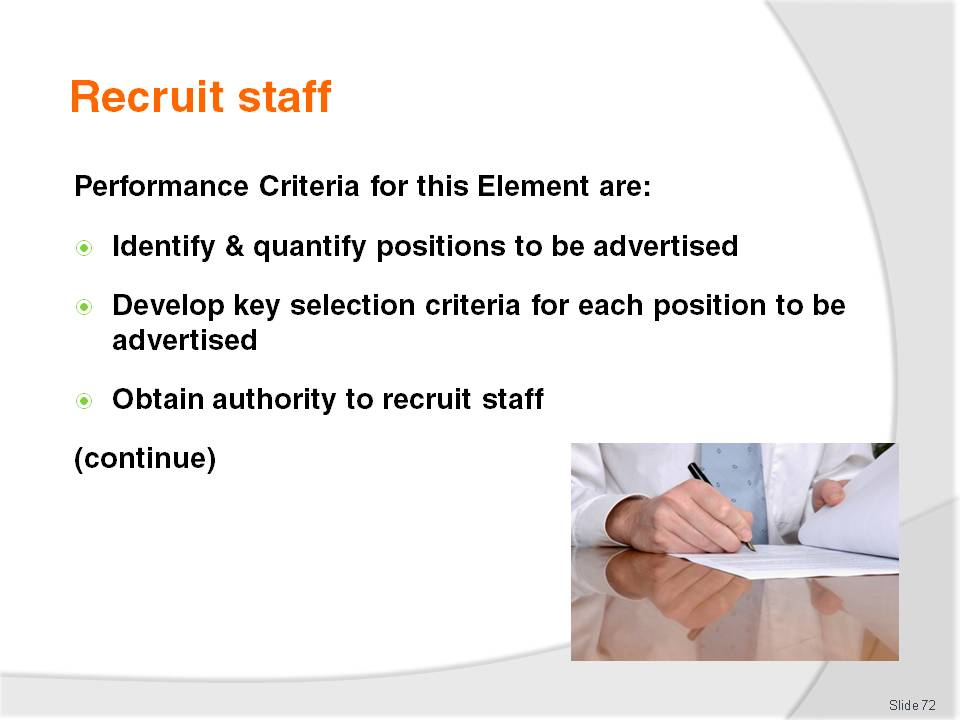 Recruit staff
Performance Criteria for this Element are:
Identify & quantify positions to be advertised
Develop key selection criteria for each position to be
advertised
Obtain authority to recruit staff
(continue)
Slide 72